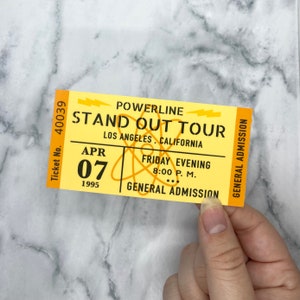 Ticket No. 40039
POWERLINE
STAND OUT TOUR
LOS ANGELES . CALIFORNIA
APR
07
1995
FRIDAY EVENING
8:00 P. M.
•••
GENERAL ADMISSION
GENERAL ADMISSION